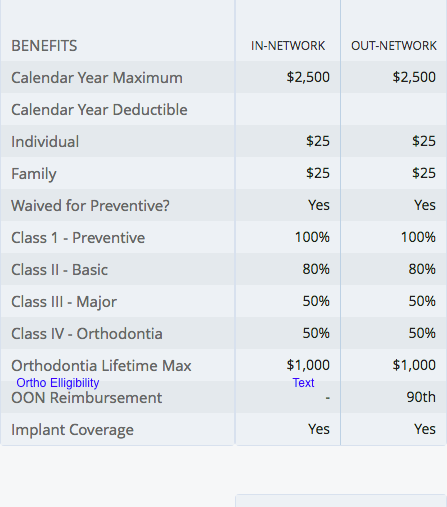 BENEFITS IN-NETWORK OUT-NETWORK
Calendar Year Maximum $2,500 $2,500
Calendar Year Deductible
Individual $25 $25
Family $25 $25
Waived for Preventive? Yes Yes
Class 1 - Preventive 100% 100%
Class II - Basic 80% 80%
Class III - Major 50% 50%
Class IV - Orthodontia 50% 50%
Orthodontia Lifetime Max $1,000 $1,000
Ortho Elligibility Text
OON Reimbursement - 90th
Implant Coverage Yes Yes